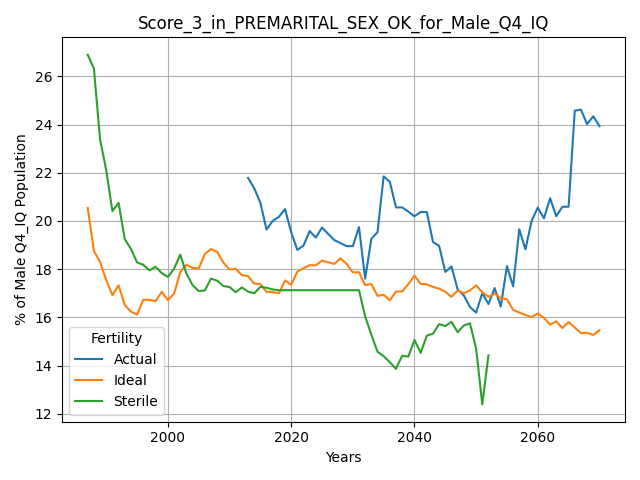 Score_3_in_PREMARITAL_SEX_OK_for_Male_Q4_IQ
% of Male Q4_IQ Population
26
24
22
20
18
16
14
12
Fertility
Actual
Ideal
Sterile
2000
2020
2040
2060
Years